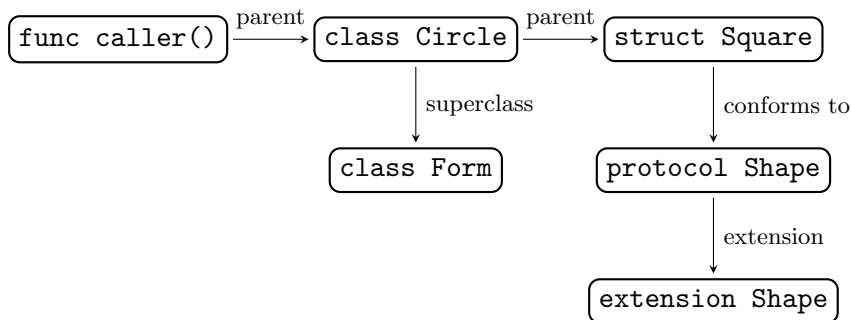 parent
parent
func caller()
class Circle
struct Square
superclass
conforms to
class Form
protocol Shape
extension
extension Shape